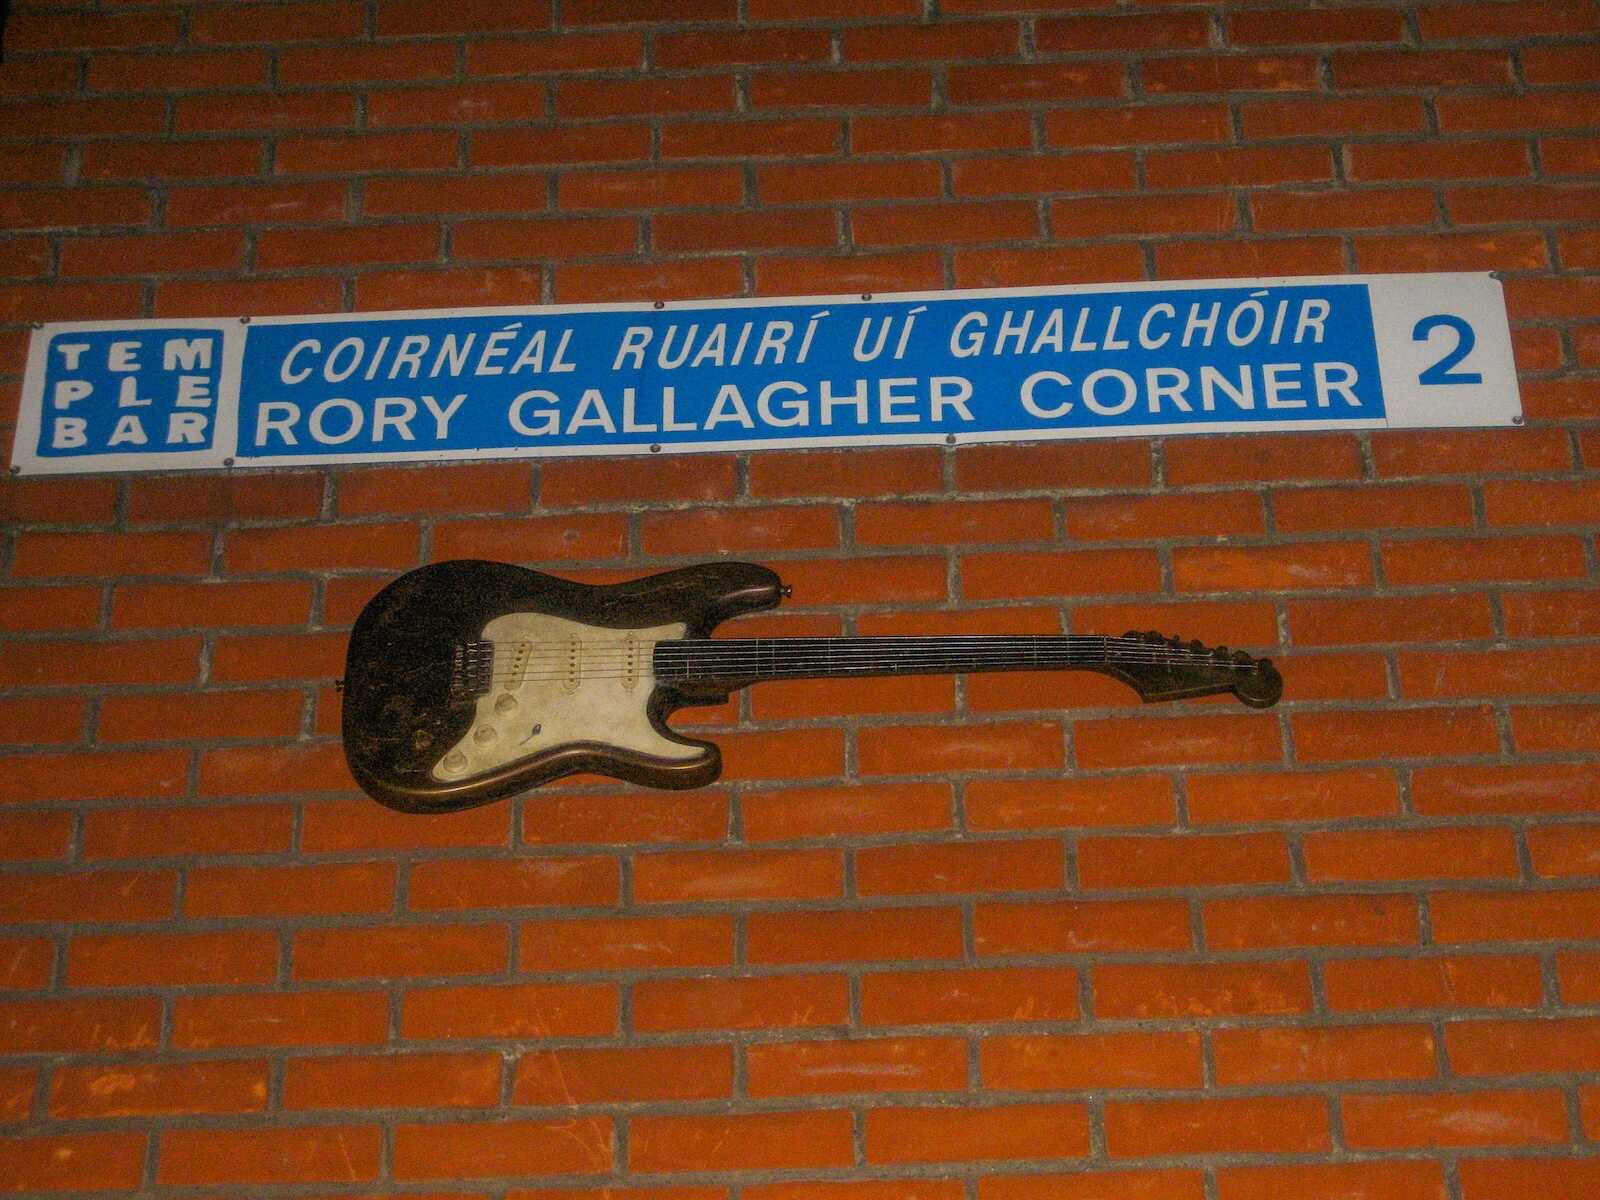 TEM
PLE
BAR
COIRNÉAL RUAIRÍ UÍ GHALLCHÓIR
RORY GALLAGHER CORNER
2